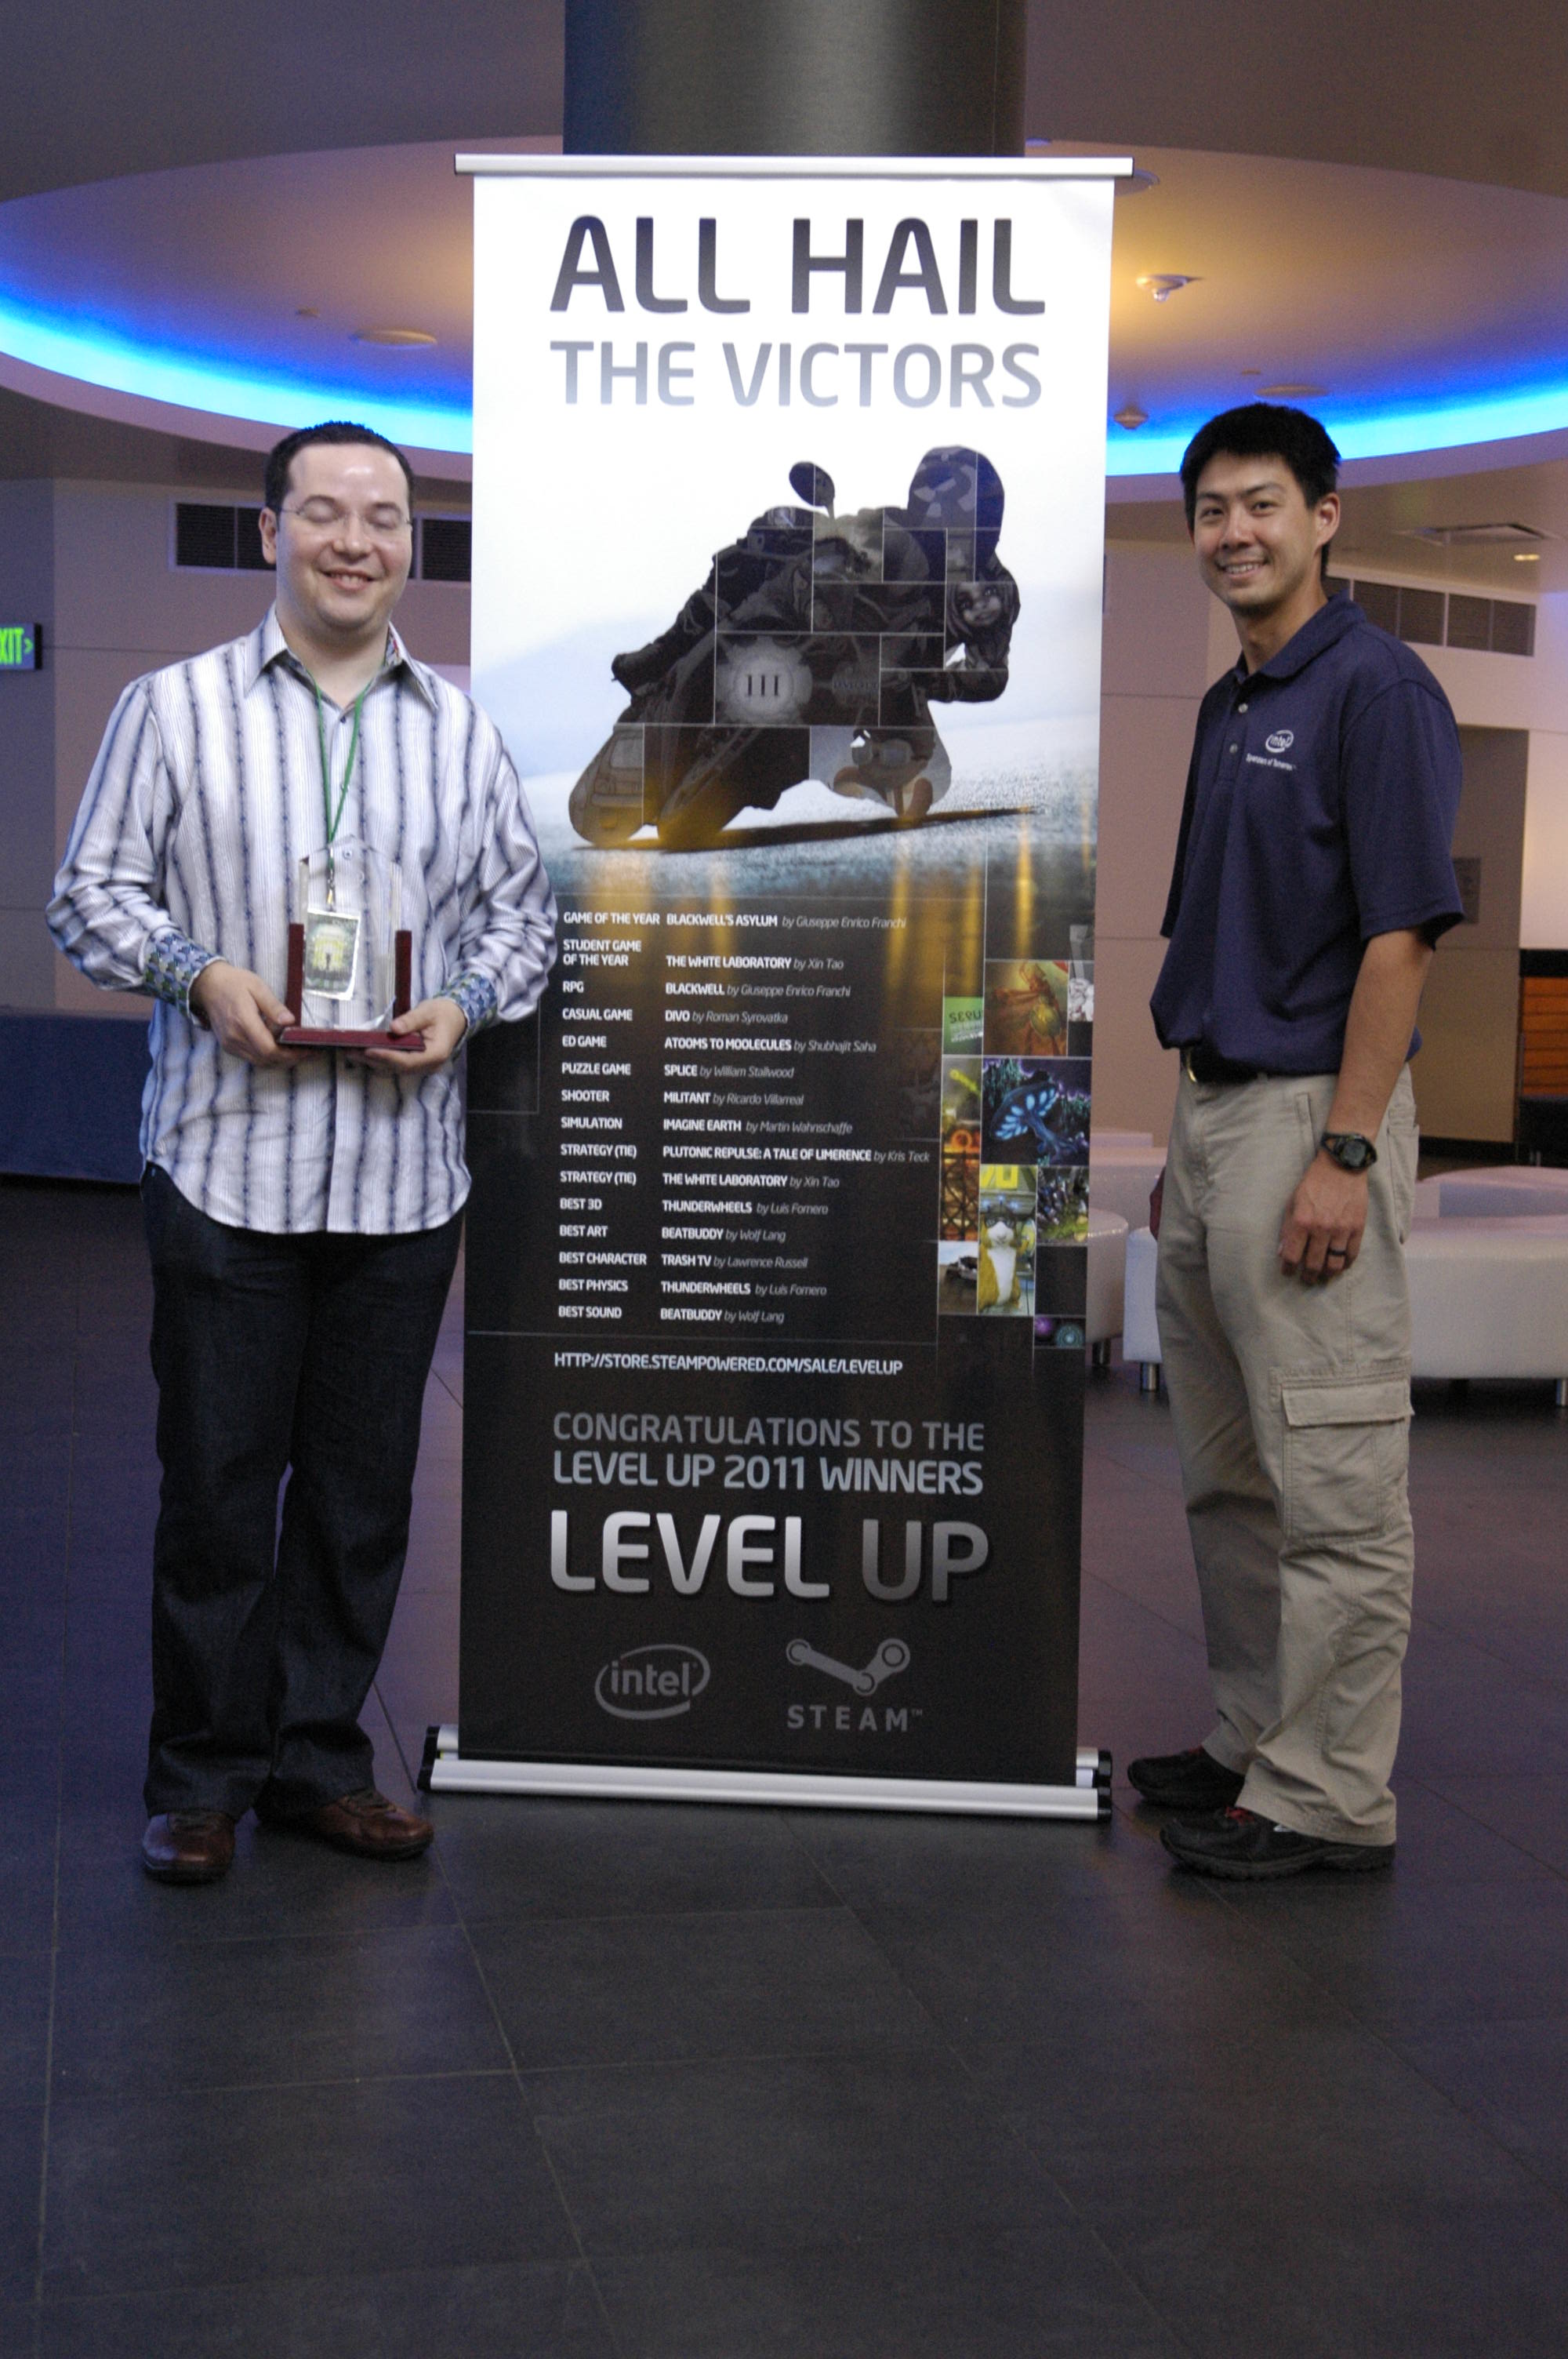 ALL HAIL
THE VICTORS
III
XIT >
intel
Sponsors of Tomorrow™
GAME OF THE YEAR BLACKWELL'S ASYLUM by Giuseppe Enrico Franchi
STUDENT GAME
OF THE YEAR THE WHITE LABORATORY by Xin Tao
RPG BLACKWELL by Giuseppe Enrico Franchi
CASUAL GAME DIVO by Roman Syrovatka
ED GAME ATOOMS TO MOOLECULES by Shubhajit Saha
PUZZLE GAME SPLICE by William Stallwood
SHOOTER MILITANT by Ricardo Villarreal
SIMULATION IMAGINE EARTH by Martin Wahnschaffe
STRATEGY (TIE) PLUTONIC REPULSE: A TALE OF LIMERENCE by Kris Teck
STRATEGY (TIE) THE WHITE LABORATORY by Xin Tao
BEST 3D THUNDERWHEELS by Luis Fornero
BEST ART BEATBUDDY by Wolf Lang
BEST CHARACTER TRASH TV by Lawrence Russell
BEST PHYSICS THUNDERWHEELS by Luis Fornero
BEST SOUND BEATBUDDY by Wolf Lang
HTTP://STORE.STEAMPOWERED.COM/SALE/LEVELUP
CONGRATULATIONS TO THE
LEVEL UP 2011 WINNERS
LEVEL UP
intel
STEAM™